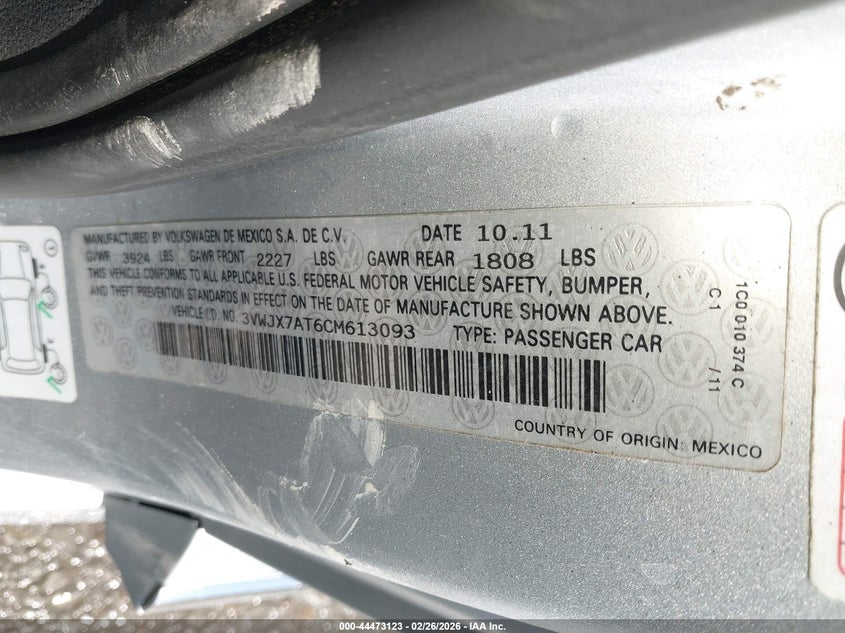 MANUFACTURED BY VOLKSWAGEN DE MEXICO S.A. DE C.V. DATE 10.11
GVWR 3924 LBS GAWR FRONT 2227 LBS GAWR REAR 1808 LBS
THIS VEHICLE CONFORMS TO ALL APPLICABLE U.S. FEDERAL MOTOR VEHICLE SAFETY, BUMPER,
AND THEFT PREVENTION STANDARDS IN EFFECT ON THE DATE OF MANUFACTURE SHOWN ABOVE.
VEHICLE I.D. NO. 3VWJX7AT6CM613093 TYPE: PASSENGER CAR
COUNTRY OF ORIGIN: MEXICO
1C0 010 374 C
C1 / 11
000-44473123 - 02/26/2026 - IAA Inc.